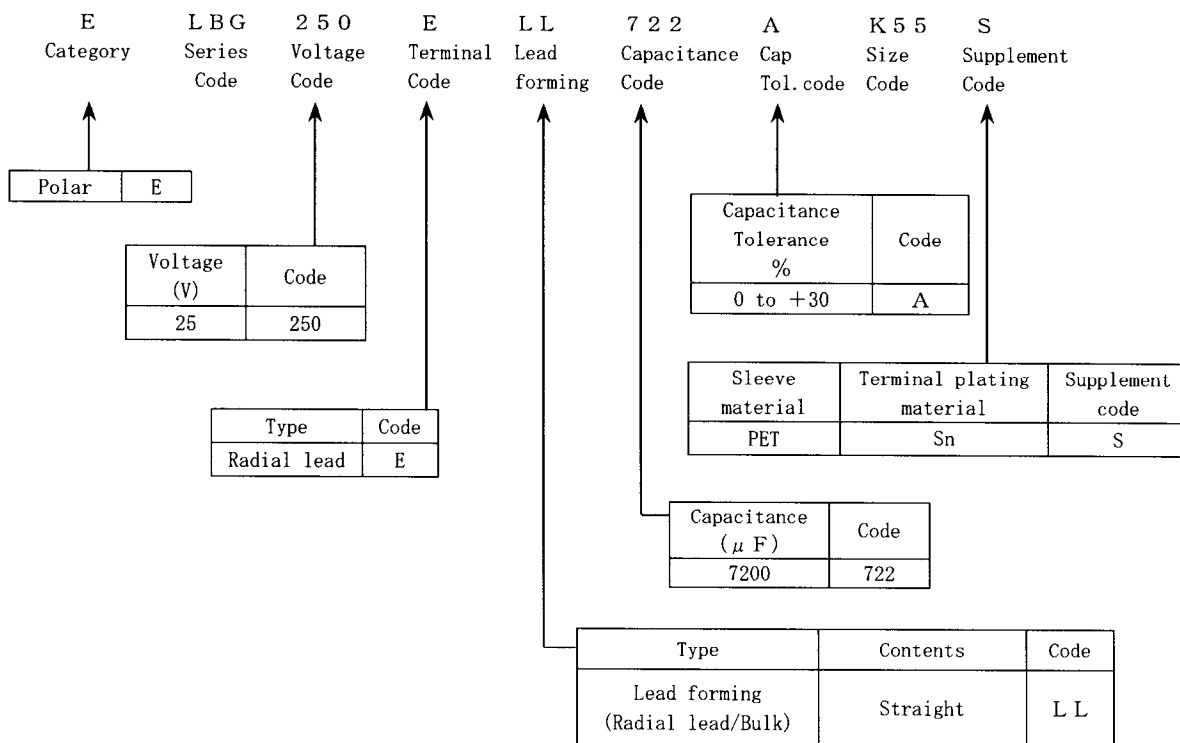 E LBG 250 E LL 722 A K55 S
Category Series Voltage Terminal Lead Capacitance Cap Size Supplement
Code Code Code forming Code Tol.code Code Code
Polar E
Capacitance
Tolerance Code
%
0 to +30 A
Voltage Code
(V)
25 250
Sleeve Terminal plating Supplement
material material code
PET Sn S
Type Code
Radial lead E
Capacitance Code
(μF)
7200 722
Type Contents Code
Lead forming
(Radial lead/Bulk) Straight LL